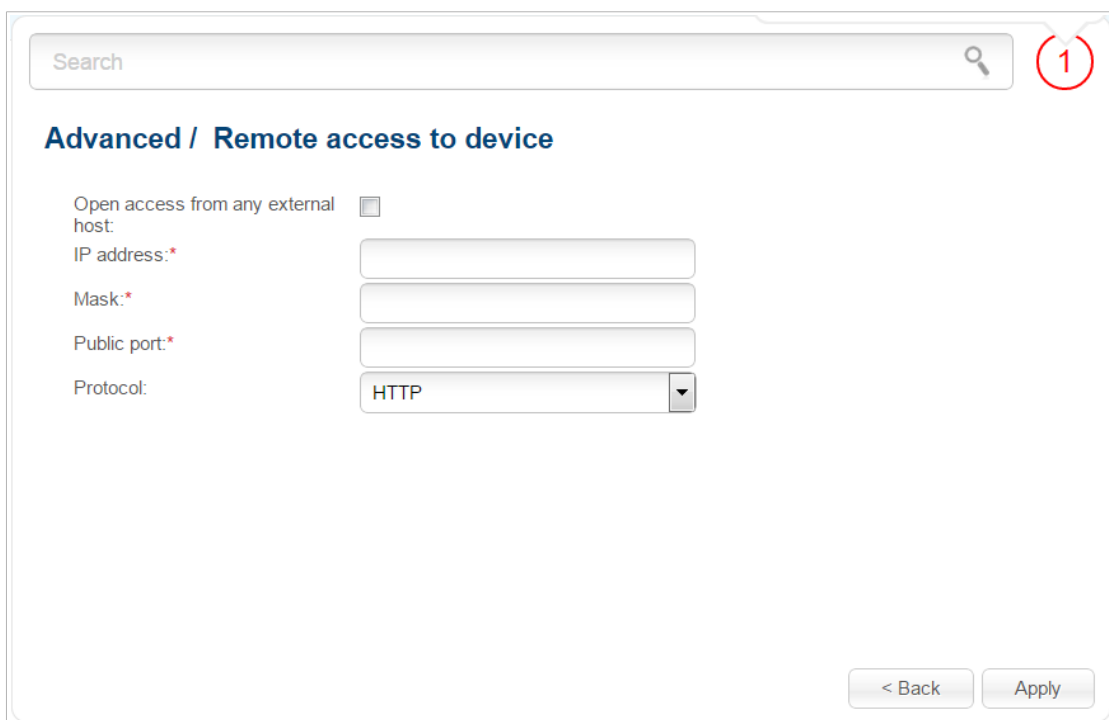 Search
1
Advanced / Remote access to device
Open access from any external
host:
IP address:*
Mask:*
Public port:*
Protocol:
HTTP
< Back
Apply